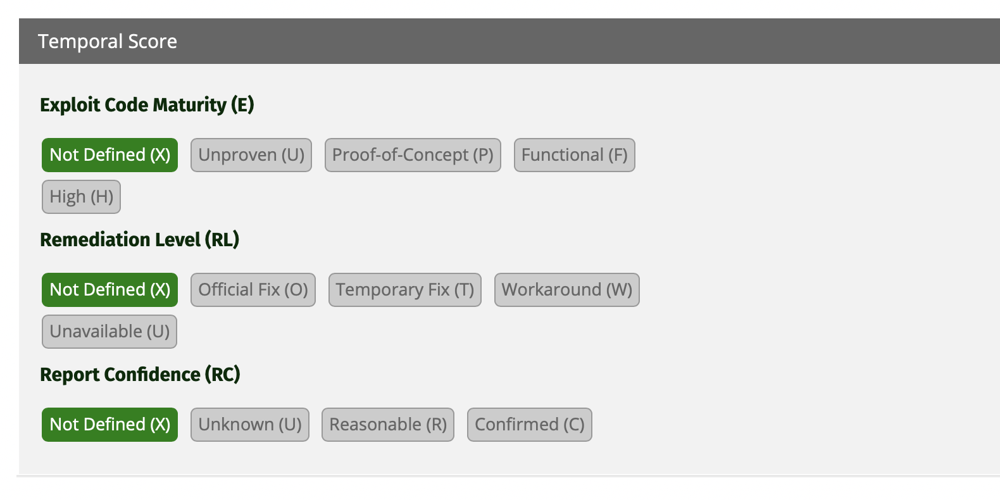 Temporal Score
Exploit Code Maturity (E)
Not Defined (X) Unproven (U) Proof-of-Concept (P) Functional (F)
High (H)
Remediation Level (RL)
Not Defined (X) Official Fix (O) Temporary Fix (T) Workaround (W)
Unavailable (U)
Report Confidence (RC)
Not Defined (X) Unknown (U) Reasonable (R) Confirmed (C)